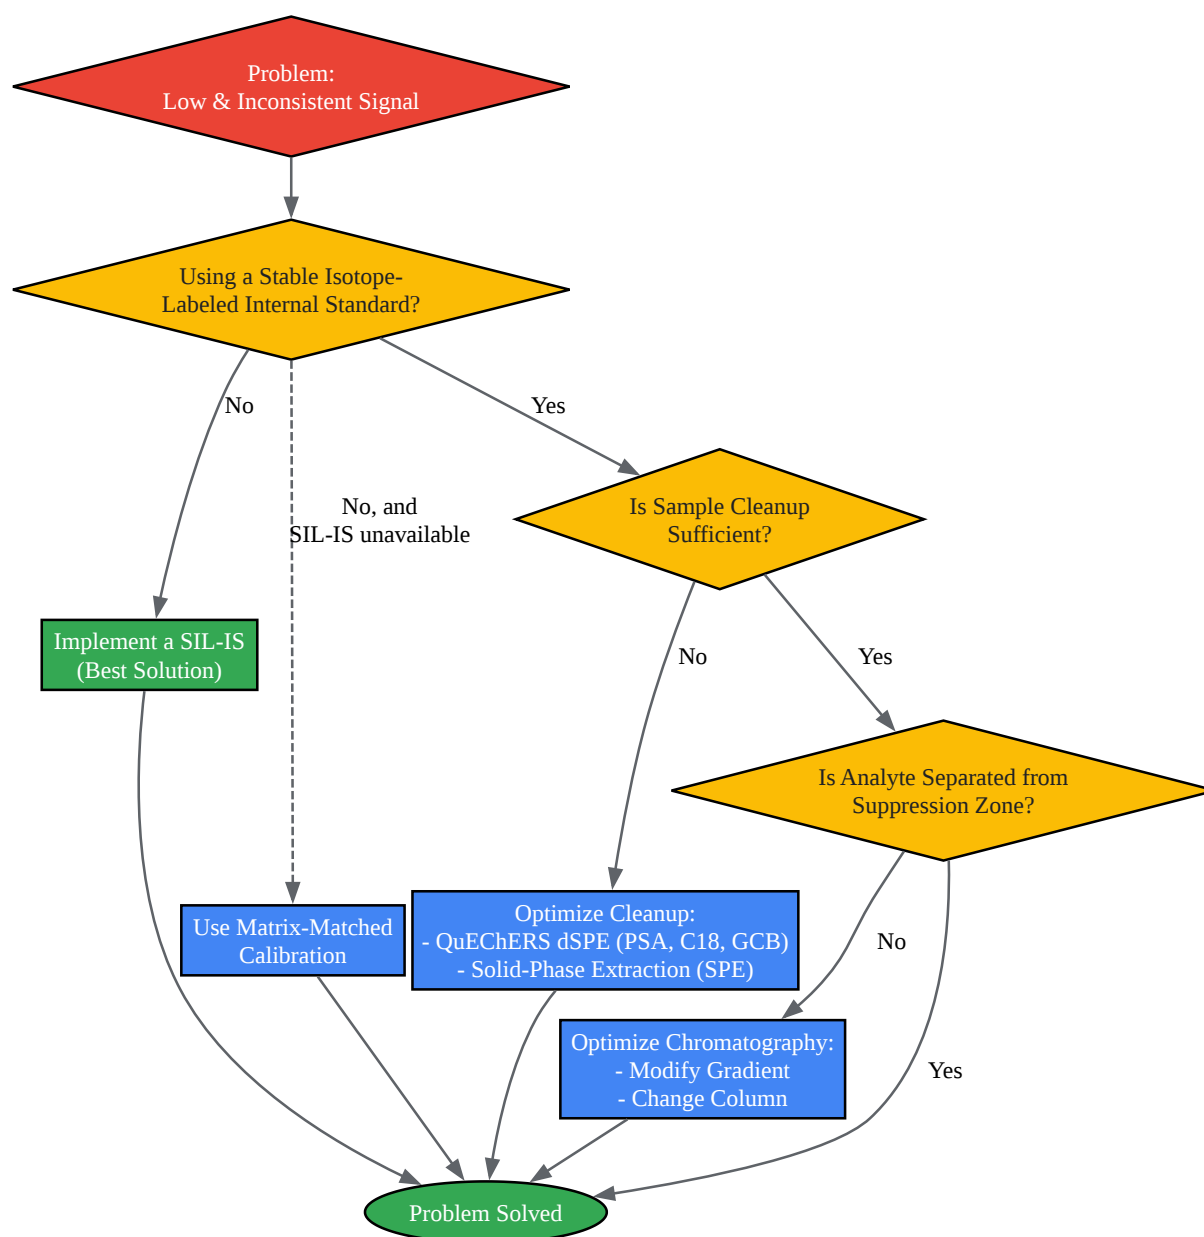 Problem:
Low & Inconsistent Signal
Using a Stable Isotope-
Labeled Internal Standard?
No
Yes
No, and
SIL-IS unavailable
Is Sample Cleanup
Sufficient?
Implement a SIL-IS
(Best Solution)
No
Yes
Is Analyte Separated from
Suppression Zone?
Use Matrix-Matched
Calibration
Optimize Cleanup:
- QuEChERS dSPE (PSA, C18, GCB)
- Solid-Phase Extraction (SPE)
No
Optimize Chromatography:
- Modify Gradient
- Change Column
Yes
Problem Solved